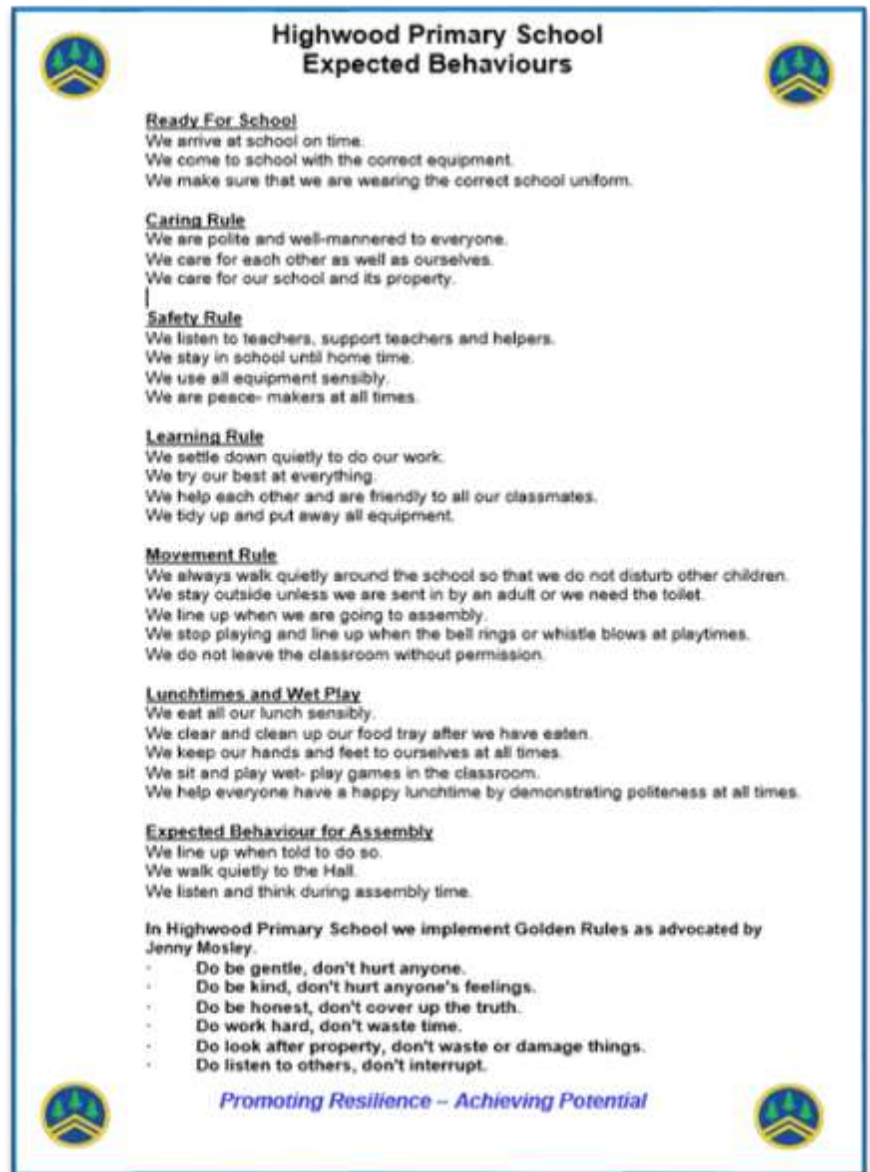 Highwood Primary School
Expected Behaviours
Ready For School
We arrive at school on time.
We come to school with the correct equipment.
We make sure that we are wearing the correct school uniform.
Caring Rule
We are polite and well-mannered to everyone.
We care for each other as well as ourselves.
We care for our school and its property.
Safety Rule
We listen to teachers, support teachers and helpers.
We stay in school until home time.
We use all equipment sensibly.
We are peace- makers at all times.
Learning Rule
We settle down quietly to do our work.
We try our best at everything.
We help each other and are friendly to all our classmates.
We tidy up and put away all equipment.
Movement Rule
We always walk quietly around the school so that we do not disturb other children.
We stay outside unless we are sent in by an adult or we need the toilet.
We line up when we are going to assembly.
We stop playing and line up when the bell rings or whistle blows at playtimes.
We do not leave the classroom without permission.
Lunchtimes and Wet Play
We eat all our lunch sensibly.
We clear and clean up our food tray after we have eaten.
We keep our hands and feet to ourselves at all times.
We sit and play wet- play games in the classroom.
We help everyone have a happy lunchtime by demonstrating politeness at all times.
Expected Behaviour for Assembly
We line up when told to do so.
We walk quietly to the Hall.
We listen and think during assembly time.
In Highwood Primary School we implement Golden Rules as advocated by
Jenny Mosley.
· Do be gentle, don't hurt anyone.
· Do be kind, don't hurt anyone's feelings.
· Do be honest, don't cover up the truth.
· Do work hard, don't waste time.
· Do look after property, don't waste or damage things.
· Do listen to others, don't interrupt.
Promoting Resilience – Achieving Potential